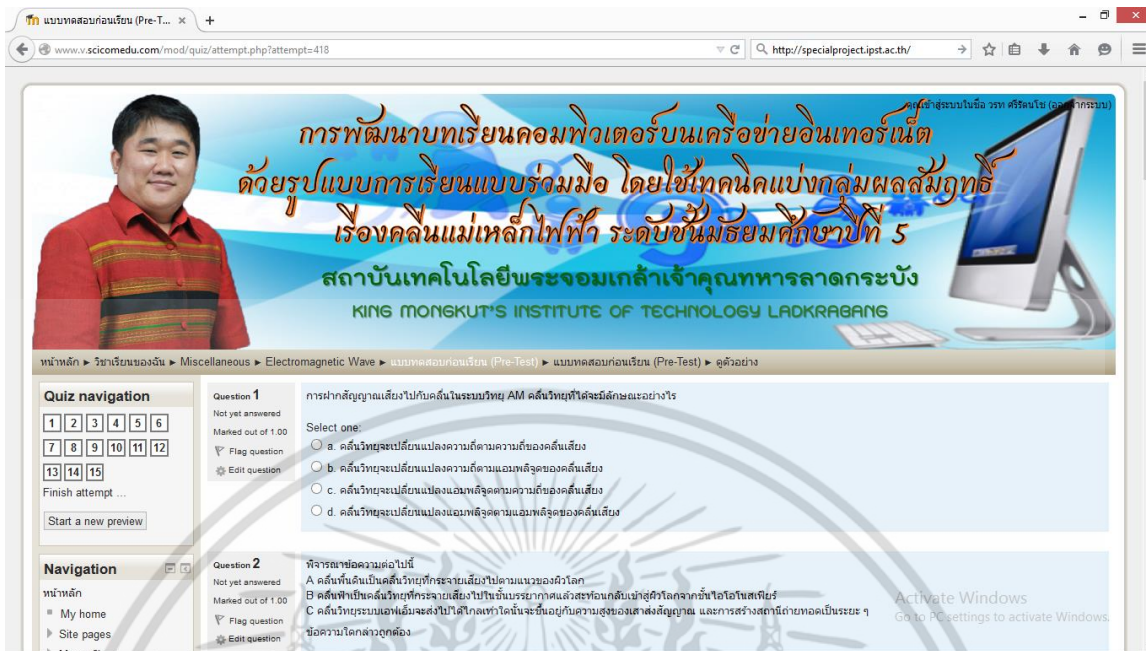 แบบทดสอบก่อนเรียน (Pre-T...
www.v.scicomedu.com/mod/quiz/attempt.php?attempt=418
http://specialproject.ipst.ac.th/
คุณเข้าสู่ระบบในชื่อ วรท ศรีรัตนโช
การพัฒนาบทเรียนคอมพิวเตอร์บนเครือข่ายอินเทอร์เน็ต
ด้วยรูปแบบการเรียนแบบร่วมมือ โดยใช้เทคนิคแบ่งกลุ่มผลสัมฤทธิ์
เรื่องคลื่นแม่เหล็กไฟฟ้า ระดับชั้นมัธยมศึกษาปีที่ 5
สถาบันเทคโนโลยีพระจอมเกล้าเจ้าคุณทหารลาดกระบัง
KING MONGKUT'S INSTITUTE OF TECHNOLOGY LADKRABANG
หน้าหลัก ► วิชาเรียนของฉัน ► Miscellaneous ► Electromagnetic Wave ► แบบทดสอบก่อนเรียน (Pre-Test) ► แบบทดสอบก่อนเรียน (Pre-Test) ► ดูตัวอย่าง
Quiz navigation
1 2 3 4 5 6
7 8 9 10 11 12
13 14 15
Finish attempt ...
Start a new preview
Question 1
Not yet answered
Marked out of 1.00
Flag question
Edit question
การฝากสัญญาณเสียงไปกับคลื่นในระบบวิทยุ AM คลื่นวิทยุที่ได้จะมีลักษณะอย่างไร
Select one:
a. คลื่นวิทยุจะเปลี่ยนแปลงความถี่ตามความถี่ของคลื่นเสียง
b. คลื่นวิทยุจะเปลี่ยนแปลงความถี่ตามแอมพลิจูดของคลื่นเสียง
c. คลื่นวิทยุจะเปลี่ยนแปลงแอมพลิจูดตามความถี่ของคลื่นเสียง
d. คลื่นวิทยุจะเปลี่ยนแปลงแอมพลิจูดตามแอมพลิจูดของคลื่นเสียง
Navigation
หน้าหลัก
My home
Site pages
Question 2
Not yet answered
Marked out of 1.00
Flag question
Edit question
พิจารณาข้อความต่อไปนี้
A คลื่นพื้นดินเป็นคลื่นวิทยุที่กระจายเสียงไปตามแนวของผิวโลก
B คลื่นฟ้าเป็นคลื่นวิทยุที่กระจายเสียงไปในชั้นบรรยากาศแล้วสะท้อนกลับเข้าสู่ผิวโลกจากชั้นไอโอโนสเฟียร์
C คลื่นวิทยุระบบเอฟเอ็มจะส่งไปได้ไกลเท่าใดนั้นจะขึ้นอยู่กับความสูงของเสาส่งสัญญาณ และการสร้างสถานีถ่ายทอดเป็นระยะ ๆ
ข้อความใดกล่าวถูกต้อง
Activate Windows
Go to PC settings to activate Windows.